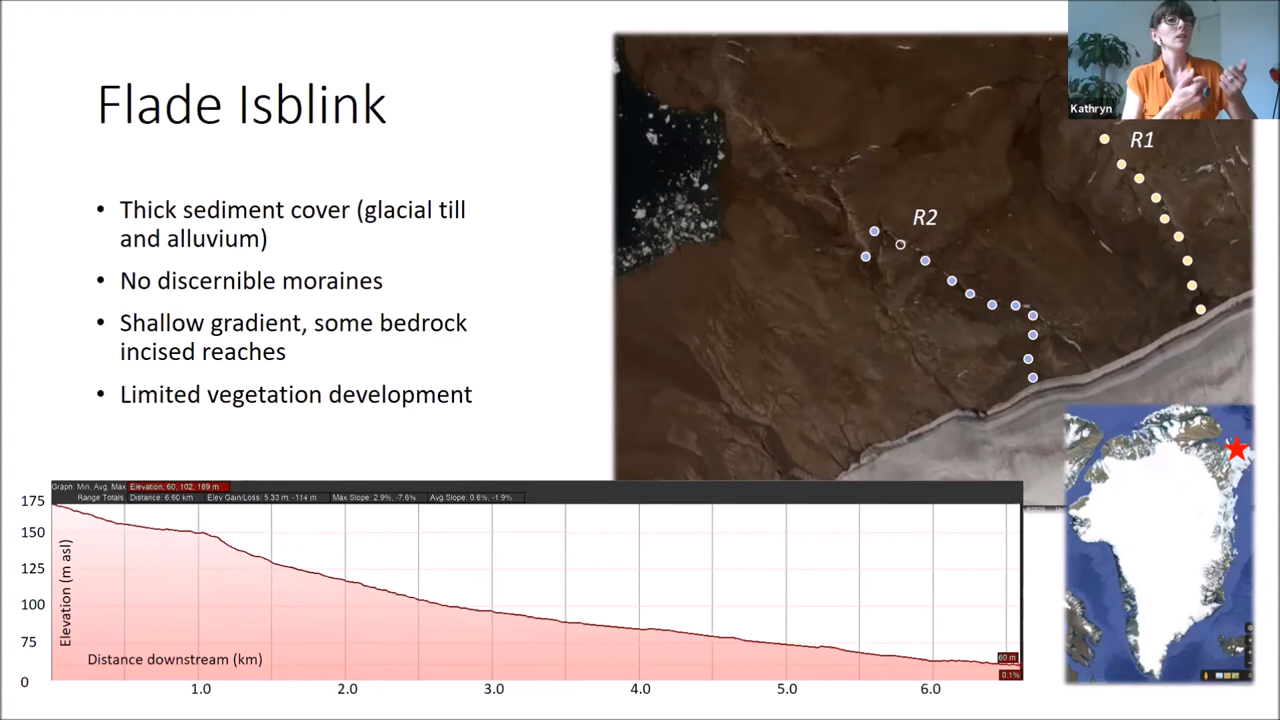 Kathryn
Flade Isblink
R1
R2
• Thick sediment cover (glacial till
and alluvium)
• No discernible moraines
• Shallow gradient, some bedrock
incised reaches
• Limited vegetation development
Graph: Min, Avg, Max Elevation: 60, 102, 169 m
Range Totals Distance: 6.60 km Elev Gain/Loss: 5.33 m, -114 m Max Slope: 2.9%, -7.6% Avg Slope: 0.6%, -1.9%
175
150
125
100
75
0
Elevation (m asl)
Distance downstream (km)
60 m
0.1%
1.0 2.0 3.0 4.0 5.0 6.0